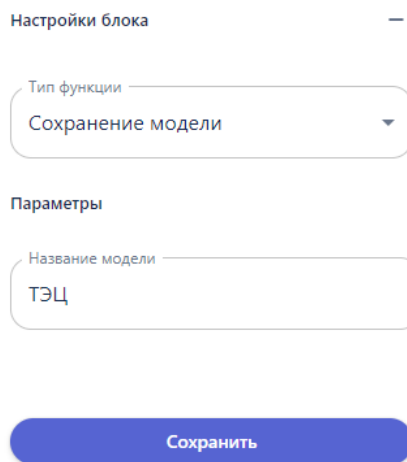 Настройки блока
Тип функции
Сохранение модели
Параметры
Название модели
ТЭЦ
Сохранить